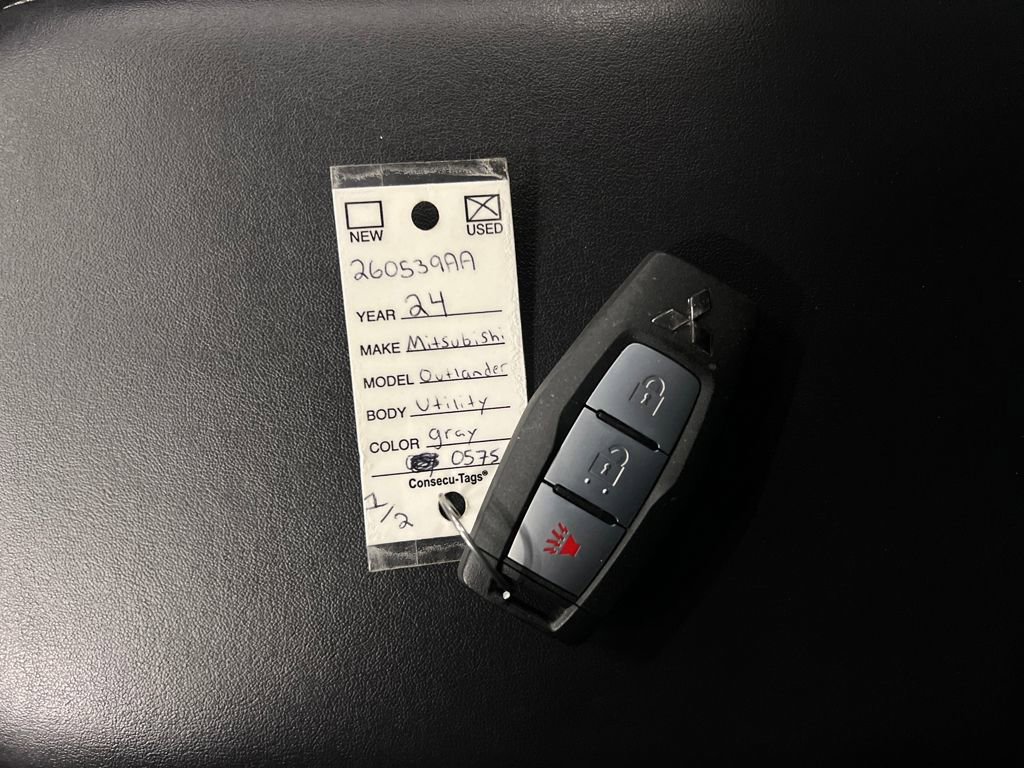 NEW USED
260539AA
YEAR 24
MAKE Mitsubishi
MODEL Outlander
BODY Utility
COLOR gray
0575
Consecu-Tags®
1/2